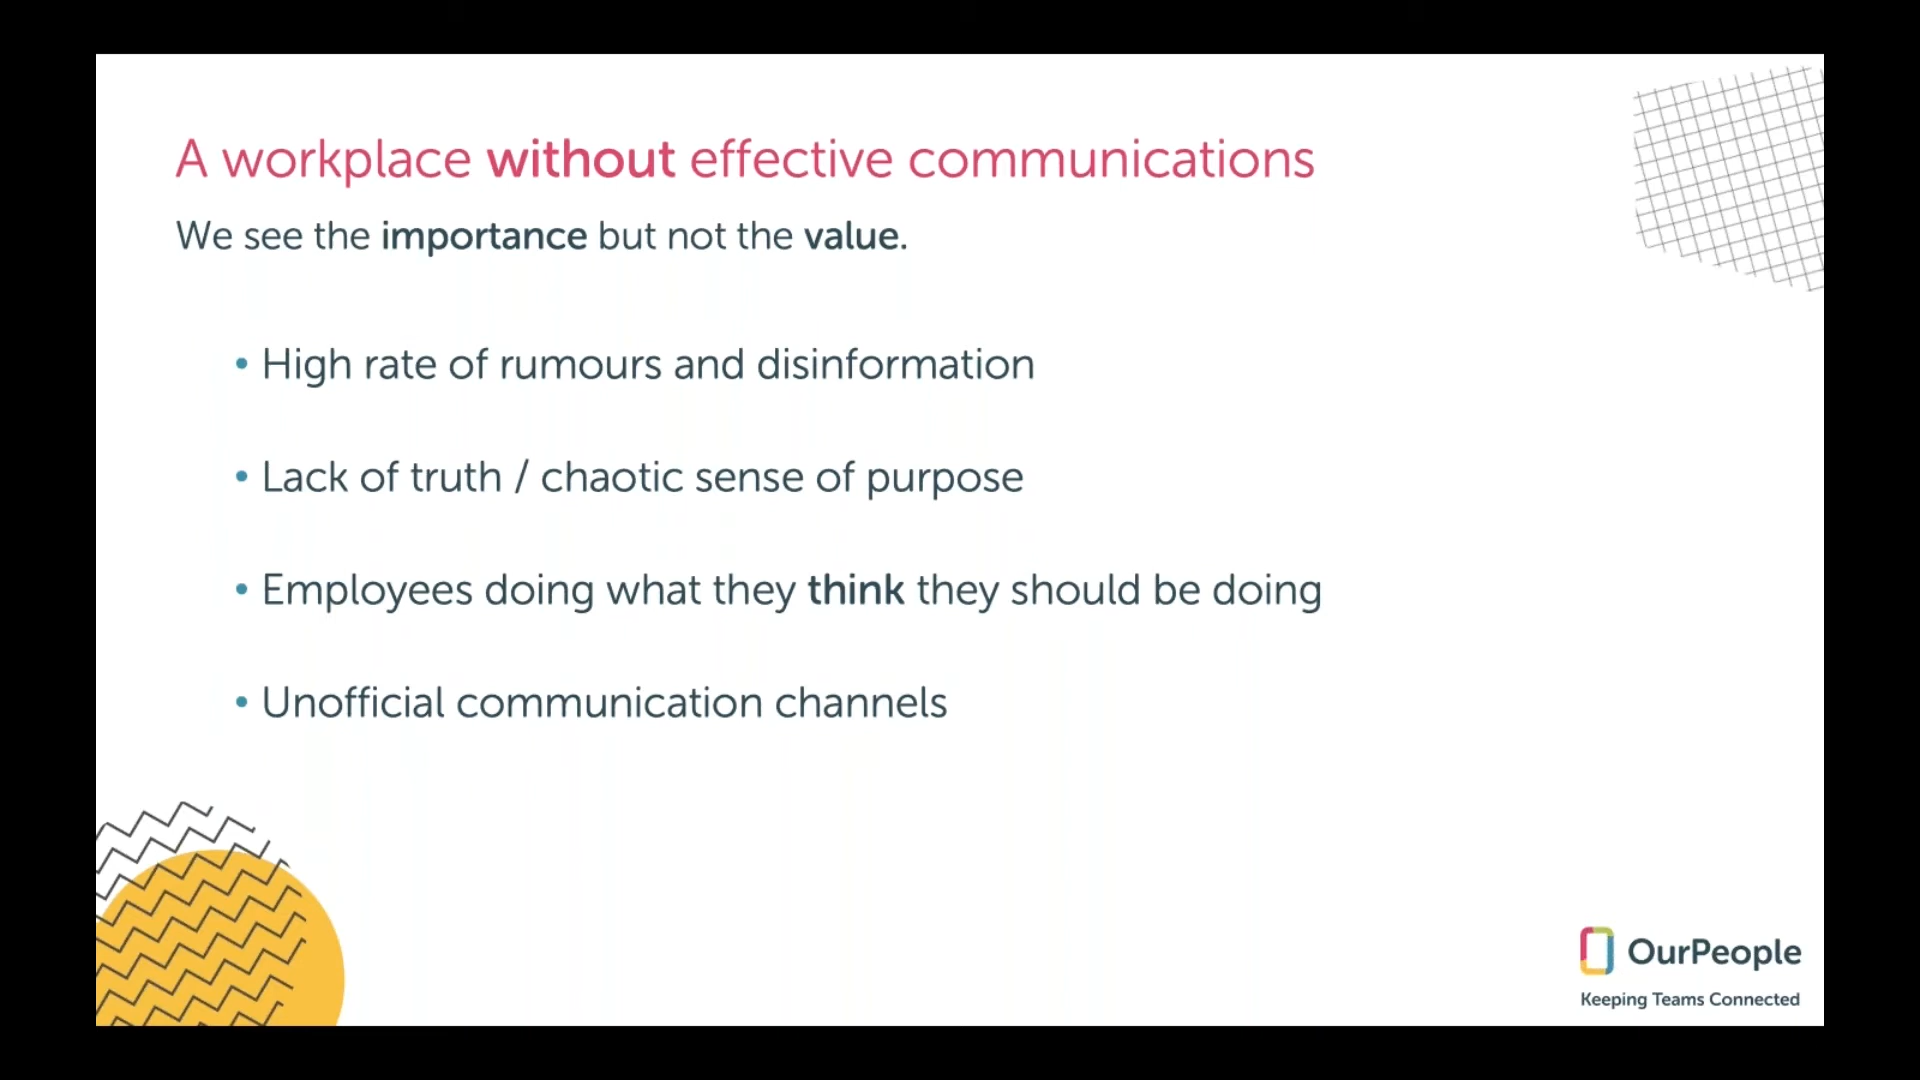 A workplace without effective communications
We see the importance but not the value.
• High rate of rumours and disinformation
• Lack of truth / chaotic sense of purpose
• Employees doing what they think they should be doing
• Unofficial communication channels
OurPeople
Keeping Teams Connected